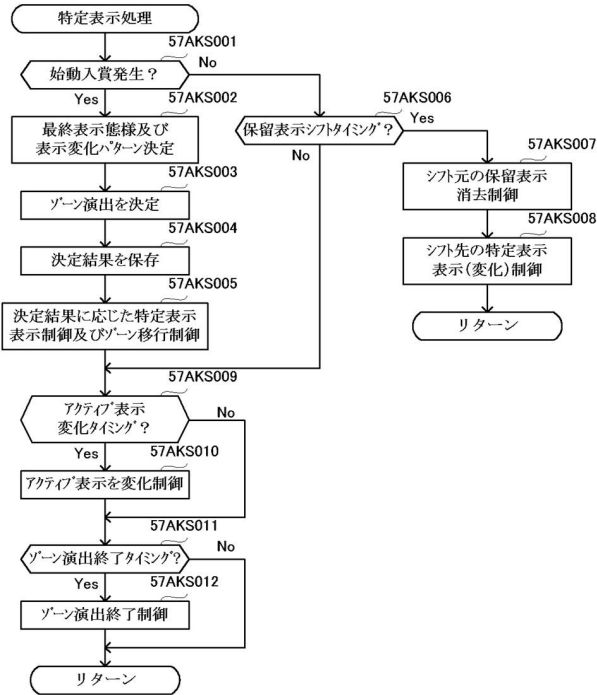 特定表示処理
57AKS001
始動入賞発生?
No
Yes
57AKS002
最終表示態様及び
表示変化パターン決定
57AKS003
ゾーン演出を決定
57AKS004
決定結果を保存
57AKS005
決定結果に応じた特定表示
表示制御及びゾーン移行制御
57AKS006
保留表示シフトタイミング?
Yes
No
57AKS007
シフト元の保留表示
消去制御
57AKS008
シフト先の特定表示
表示(変化)制御
リターン
57AKS009
アクティブ表示
変化タイミング?
No
Yes
57AKS010
アクティブ表示を変化制御
57AKS011
ゾーン演出終了タイミング?
No
Yes
57AKS012
ゾーン演出終了制御
リターン